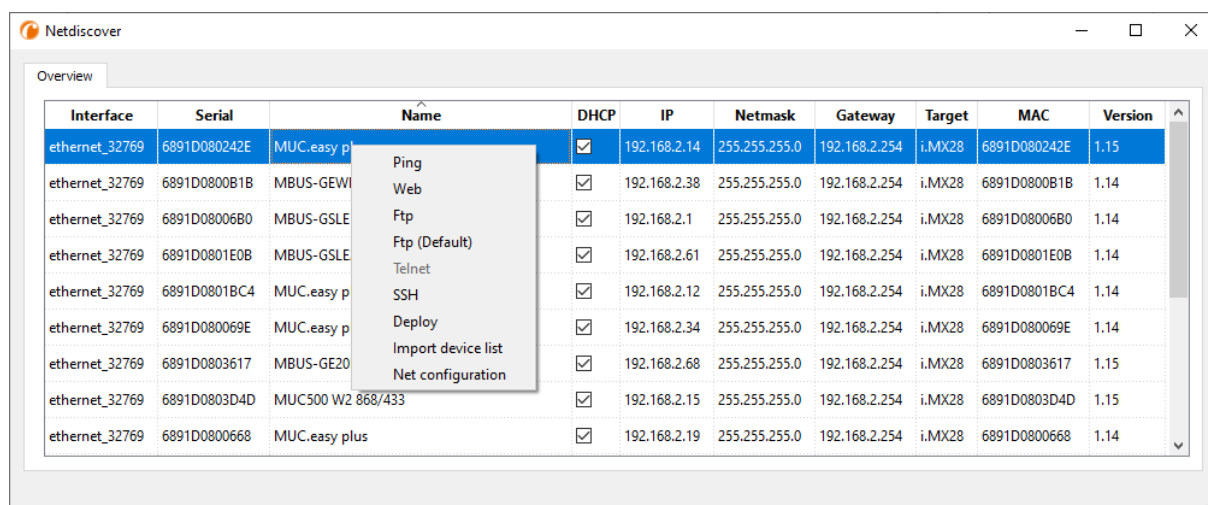 Netdiscover
Overview
Interface Serial Name DHCP IP Netmask Gateway Target MAC Version
ethernet_32769 6891D080242E MUC.easy pl 192.168.2.14 255.255.255.0 192.168.2.254 i.MX28 6891D080242E 1.15
ethernet_32769 6891D0800B1B MBUS-GEW 192.168.2.38 255.255.255.0 192.168.2.254 i.MX28 6891D0800B1B 1.14
ethernet_32769 6891D08006B0 MBUS-GSLE 192.168.2.1 255.255.255.0 192.168.2.254 i.MX28 6891D08006B0 1.14
ethernet_32769 6891D0801E0B MBUS-GSLE 192.168.2.61 255.255.255.0 192.168.2.254 i.MX28 6891D0801E0B 1.14
ethernet_32769 6891D0801BC4 MUC.easy p 192.168.2.12 255.255.255.0 192.168.2.254 i.MX28 6891D0801BC4 1.14
ethernet_32769 6891D080069E MUC.easy p 192.168.2.34 255.255.255.0 192.168.2.254 i.MX28 6891D080069E 1.14
ethernet_32769 6891D0803617 MBUS-GE20 192.168.2.68 255.255.255.0 192.168.2.254 i.MX28 6891D0803617 1.15
ethernet_32769 6891D0803D4D MUC500 W2 868/433 192.168.2.15 255.255.255.0 192.168.2.254 i.MX28 6891D0803D4D 1.15
ethernet_32769 6891D0800668 MUC.easy plus 192.168.2.19 255.255.255.0 192.168.2.254 i.MX28 6891D0800668 1.14
Ping
Web
Ftp
Ftp (Default)
Telnet
SSH
Deploy
Import device list
Net configuration